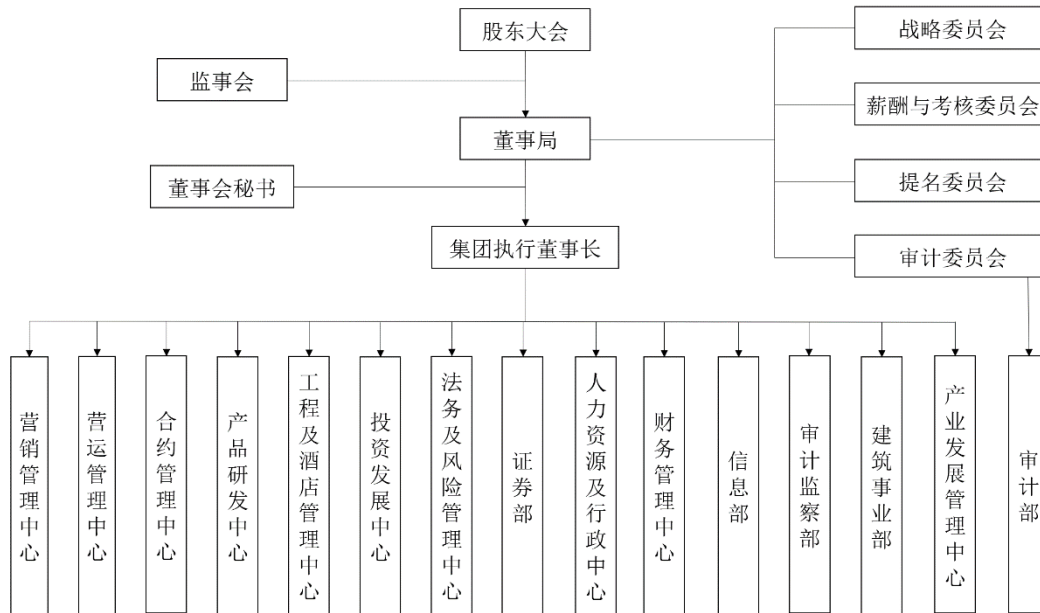 股东大会
战略委员会
监事会
薪酬与考核委员会
董事局
董事会秘书
提名委员会
集团执行董事长
审计委员会
营销管理中心
营运管理中心
合约管理中心
产品研发中心
工程及酒店管理中心
投资发展中心
法务及风险管理中心
证券部
人力资源及行政中心
财务管理中心
信息部
审计监察部
建筑事业部
产业发展管理中心
审计部